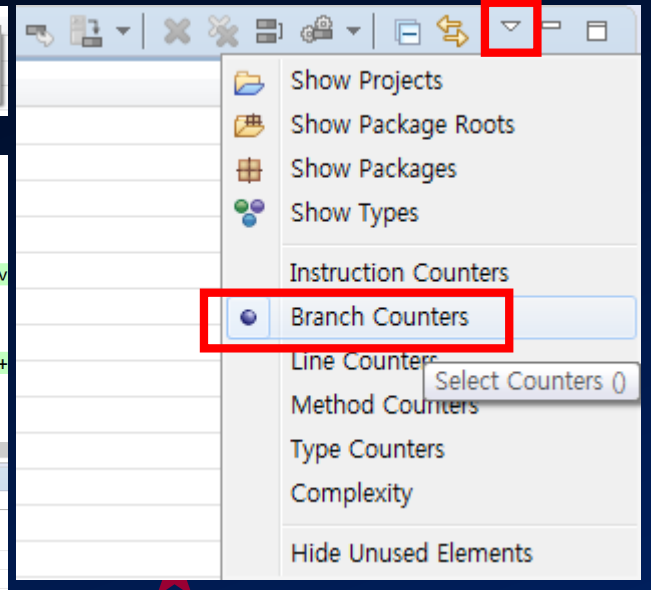 Show Projects
Show Package Roots
Show Packages
Show Types
Instruction Counters
Branch Counters
Line Counters
Select Counters ()
Method Counters
Type Counters
Complexity
Hide Unused Elements
v
+